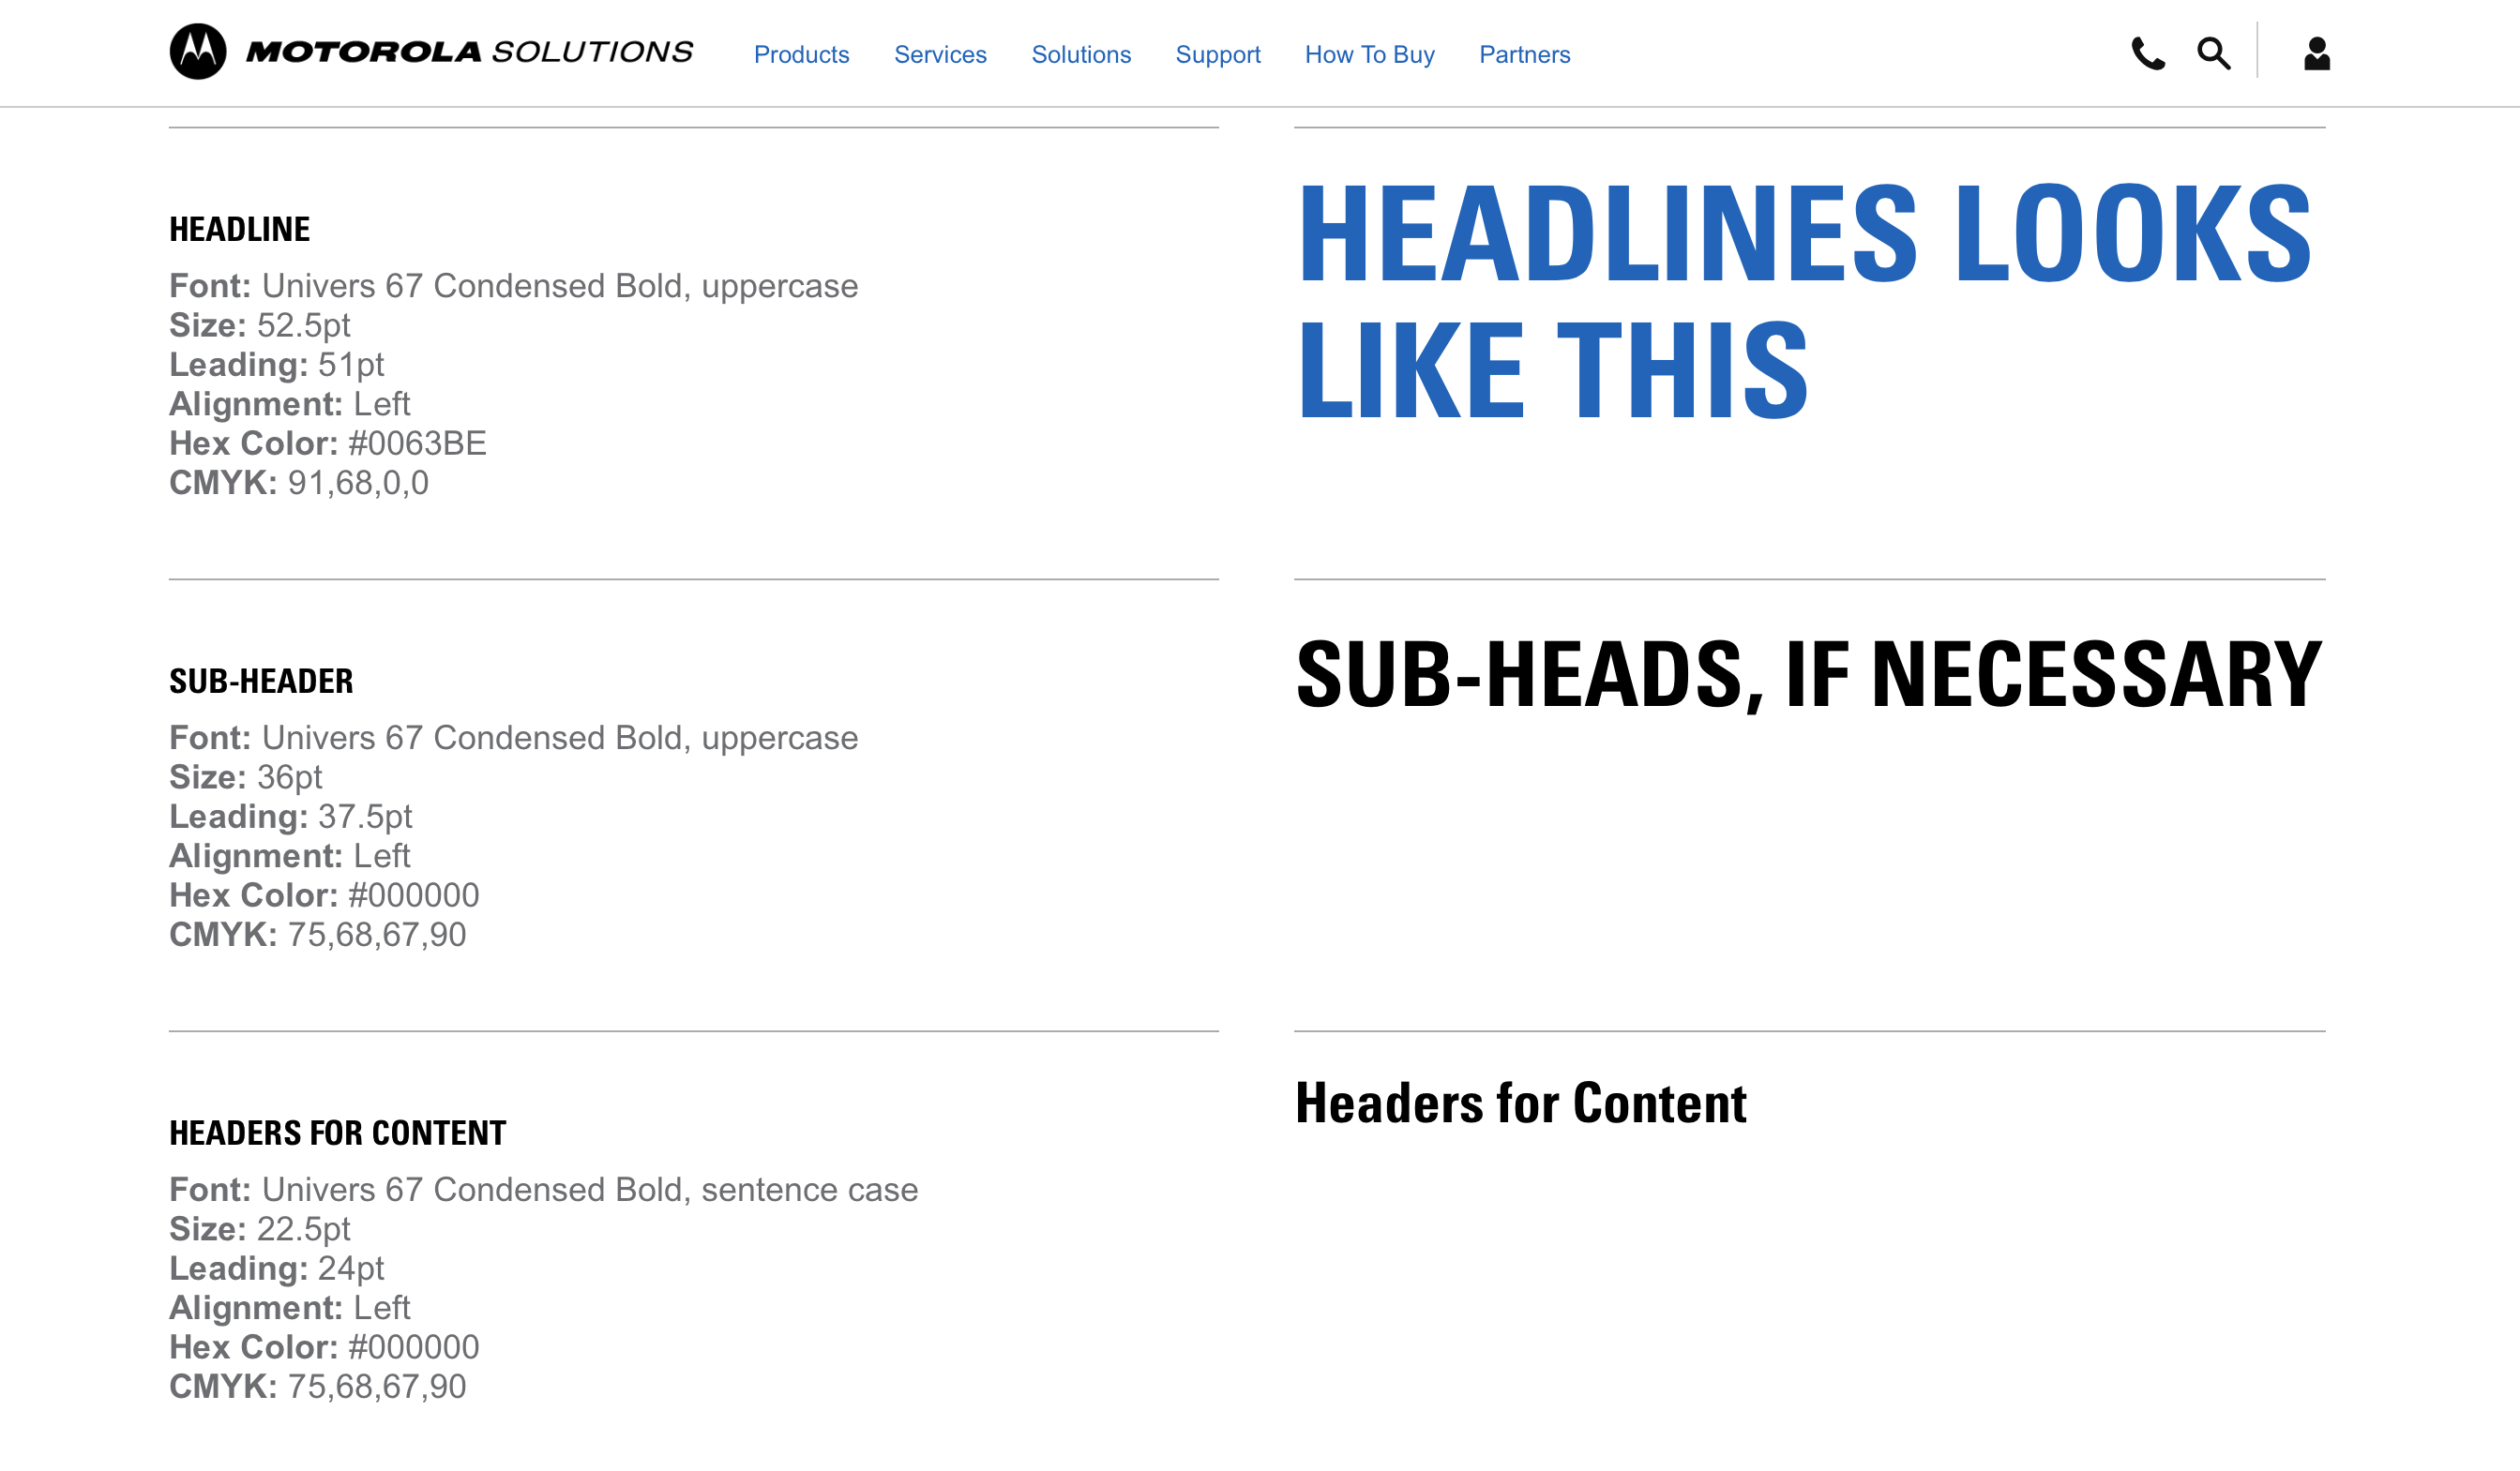 MOTOROLA SOLUTIONS
Products Services Solutions Support How To Buy Partners
HEADLINE
Font: Univers 67 Condensed Bold, uppercase
Size: 52.5pt
Leading: 51pt
Alignment: Left
Hex Color: #0063BE
CMYK: 91,68,0,0
HEADLINES LOOKS
LIKE THIS
SUB-HEADER
Font: Univers 67 Condensed Bold, uppercase
Size: 36pt
Leading: 37.5pt
Alignment: Left
Hex Color: #000000
CMYK: 75,68,67,90
SUB-HEADS, IF NECESSARY
HEADERS FOR CONTENT
Font: Univers 67 Condensed Bold, sentence case
Size: 22.5pt
Leading: 24pt
Alignment: Left
Hex Color: #000000
CMYK: 75,68,67,90
Headers for Content